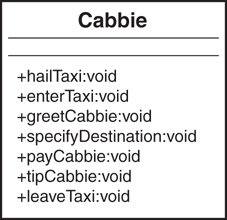 Cabbie
+hailTaxi:void
+enterTaxi:void
+greetCabbie:void
+specifyDestination:void
+payCabbie:void
+tipCabbie:void
+leaveTaxi:void